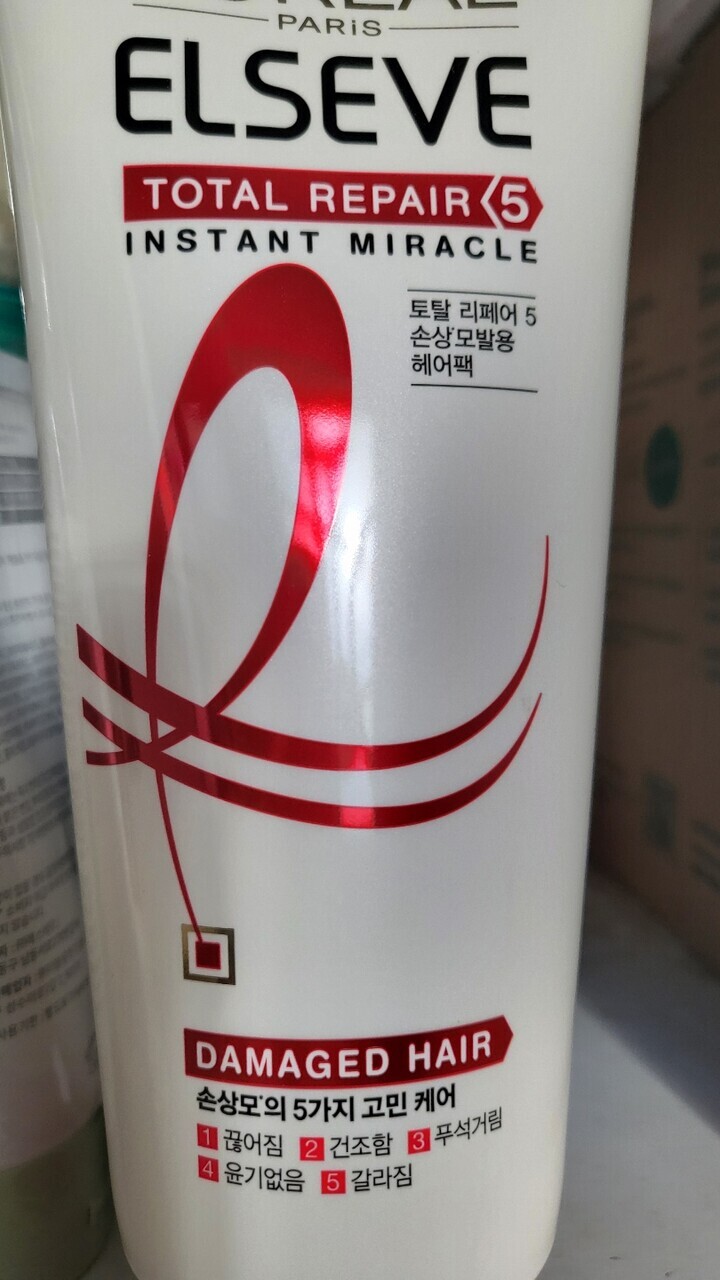 PARiS
ELSEVE
TOTAL REPAIR 5
INSTANT MIRACLE
토탈 리페어 5
손상*모발용
헤어팩
DAMAGED HAIR
손상모*의 5가지 고민 케어
1 끊어짐 2 건조함 3 푸석거림
4 윤기없음 5 갈라짐